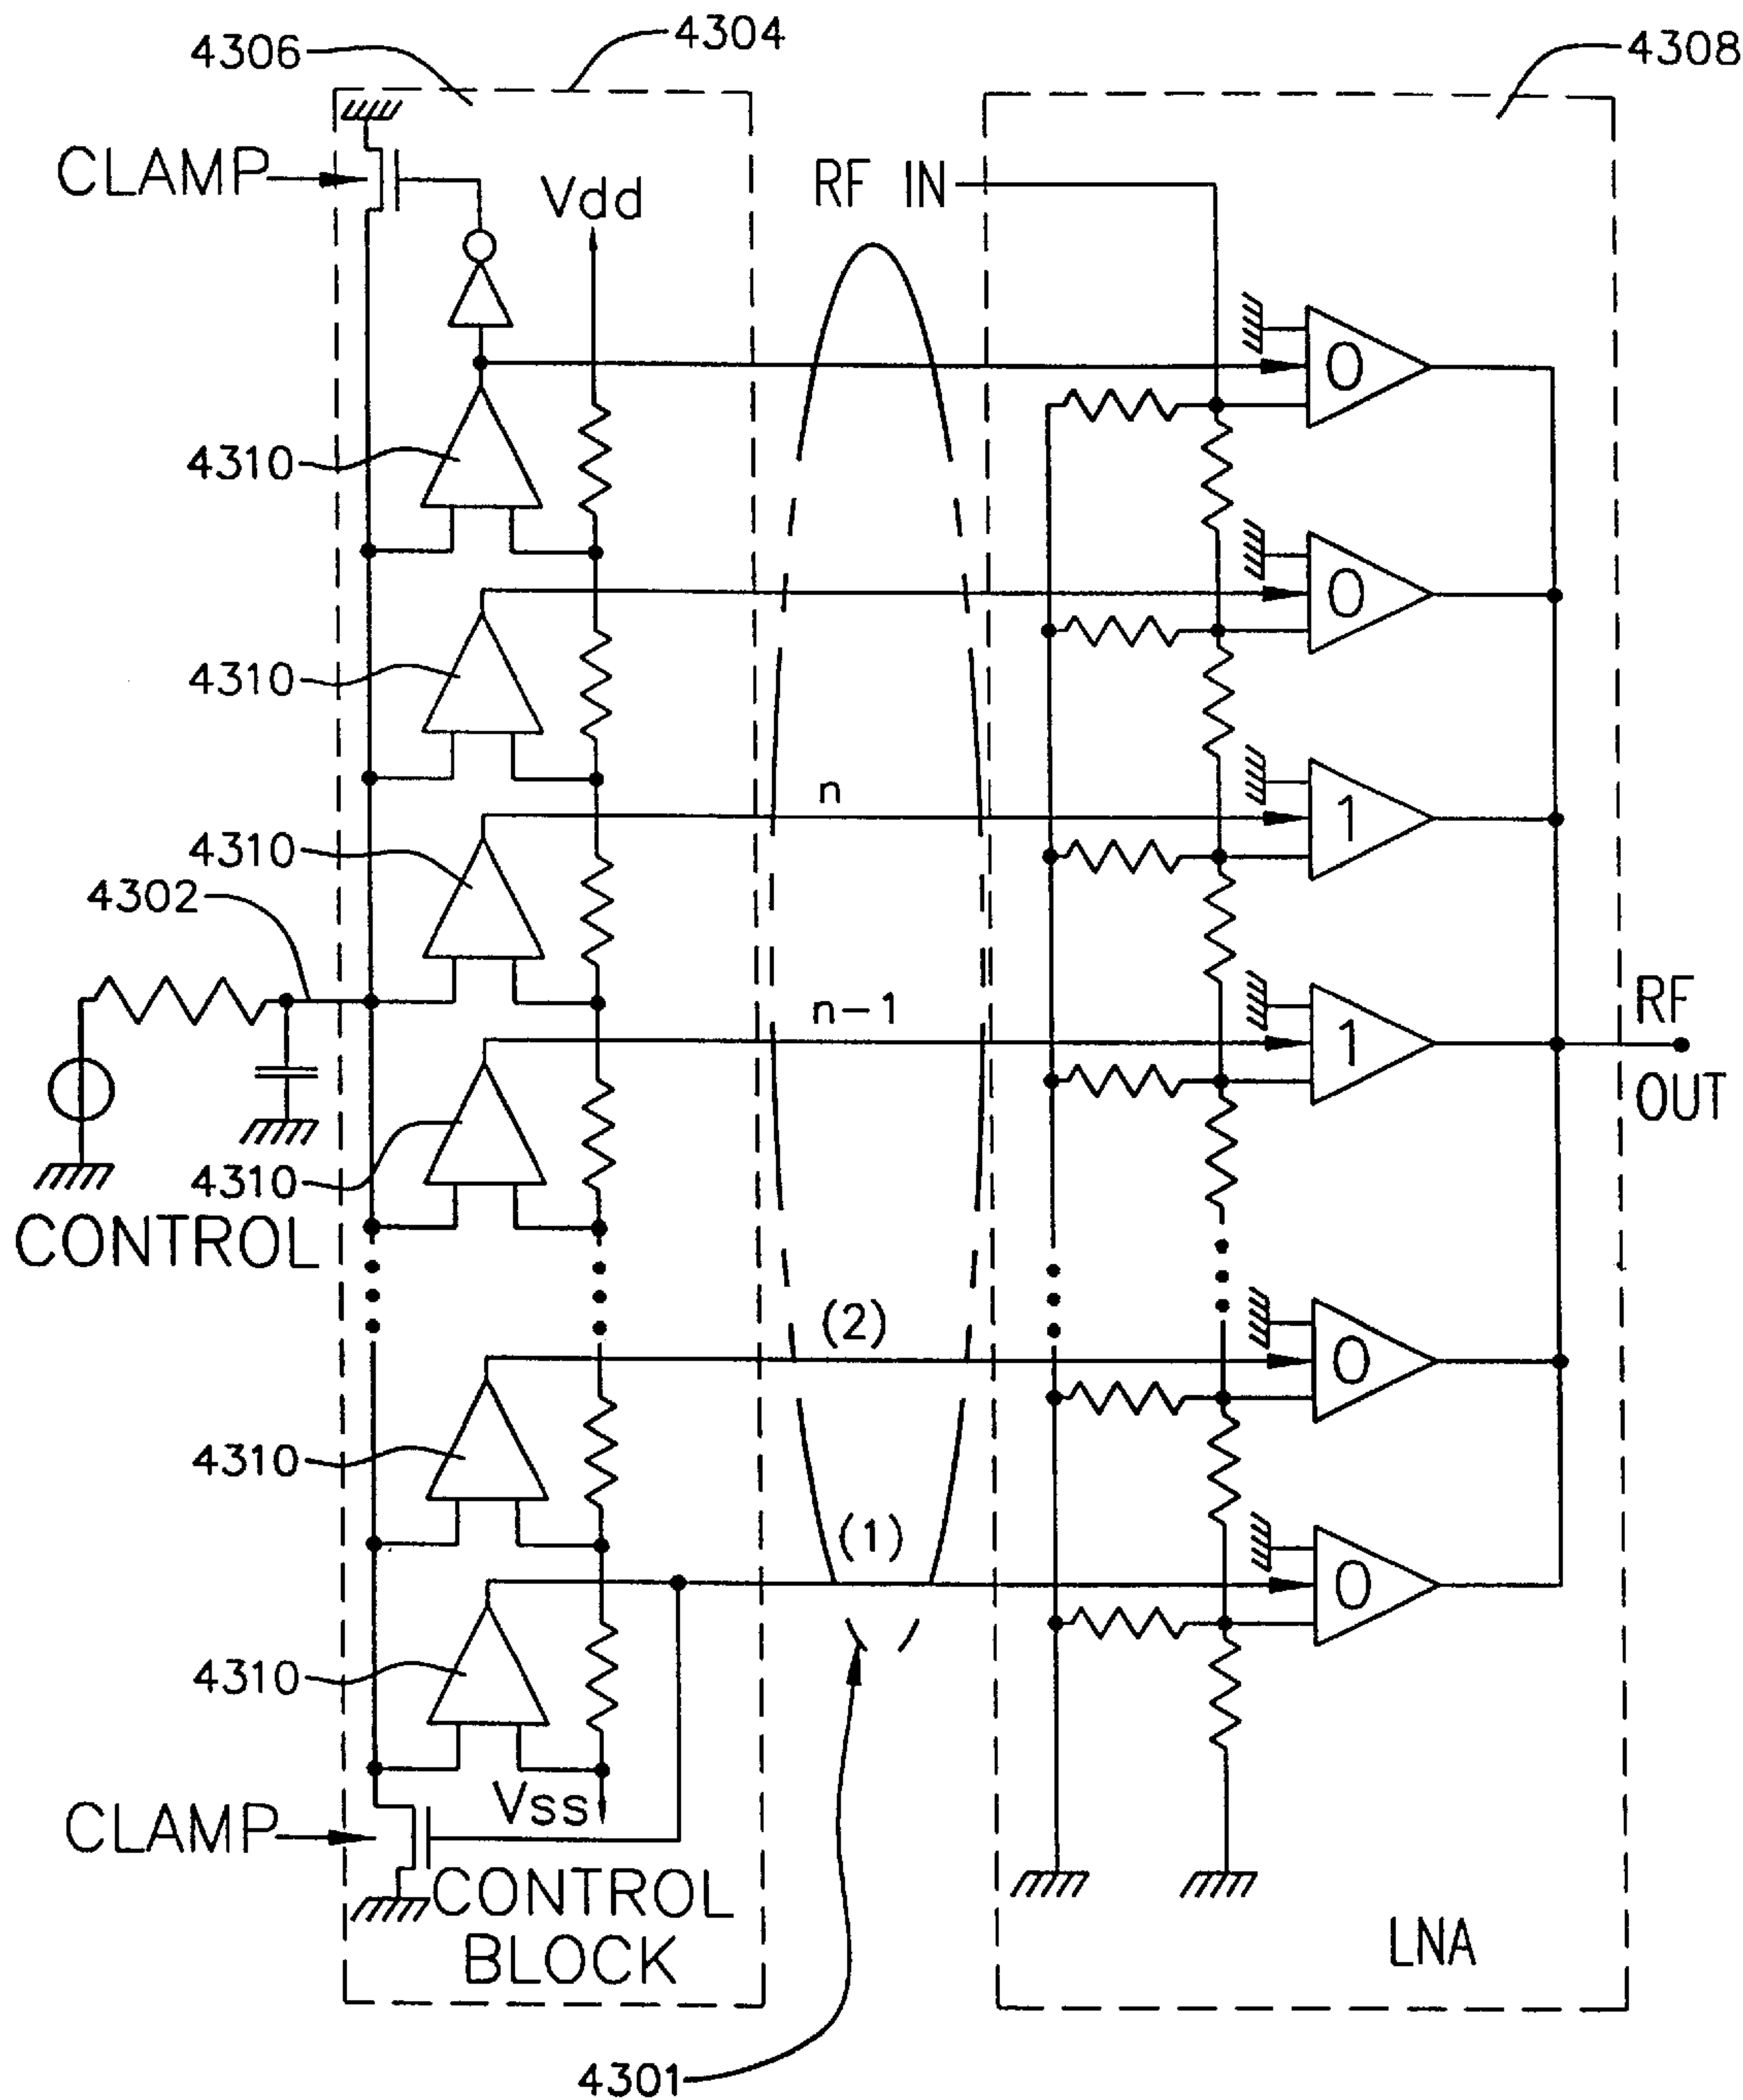 4306
4304
4308
CLAMP
Vdd
RF IN
0
4310
0
4310
n
1
4310
4302
n-1
1
RF
OUT
4310
CONTROL
(2)
0
4310
(1)
0
4310
Vss
CLAMP
CONTROL
BLOCK
LNA
4301